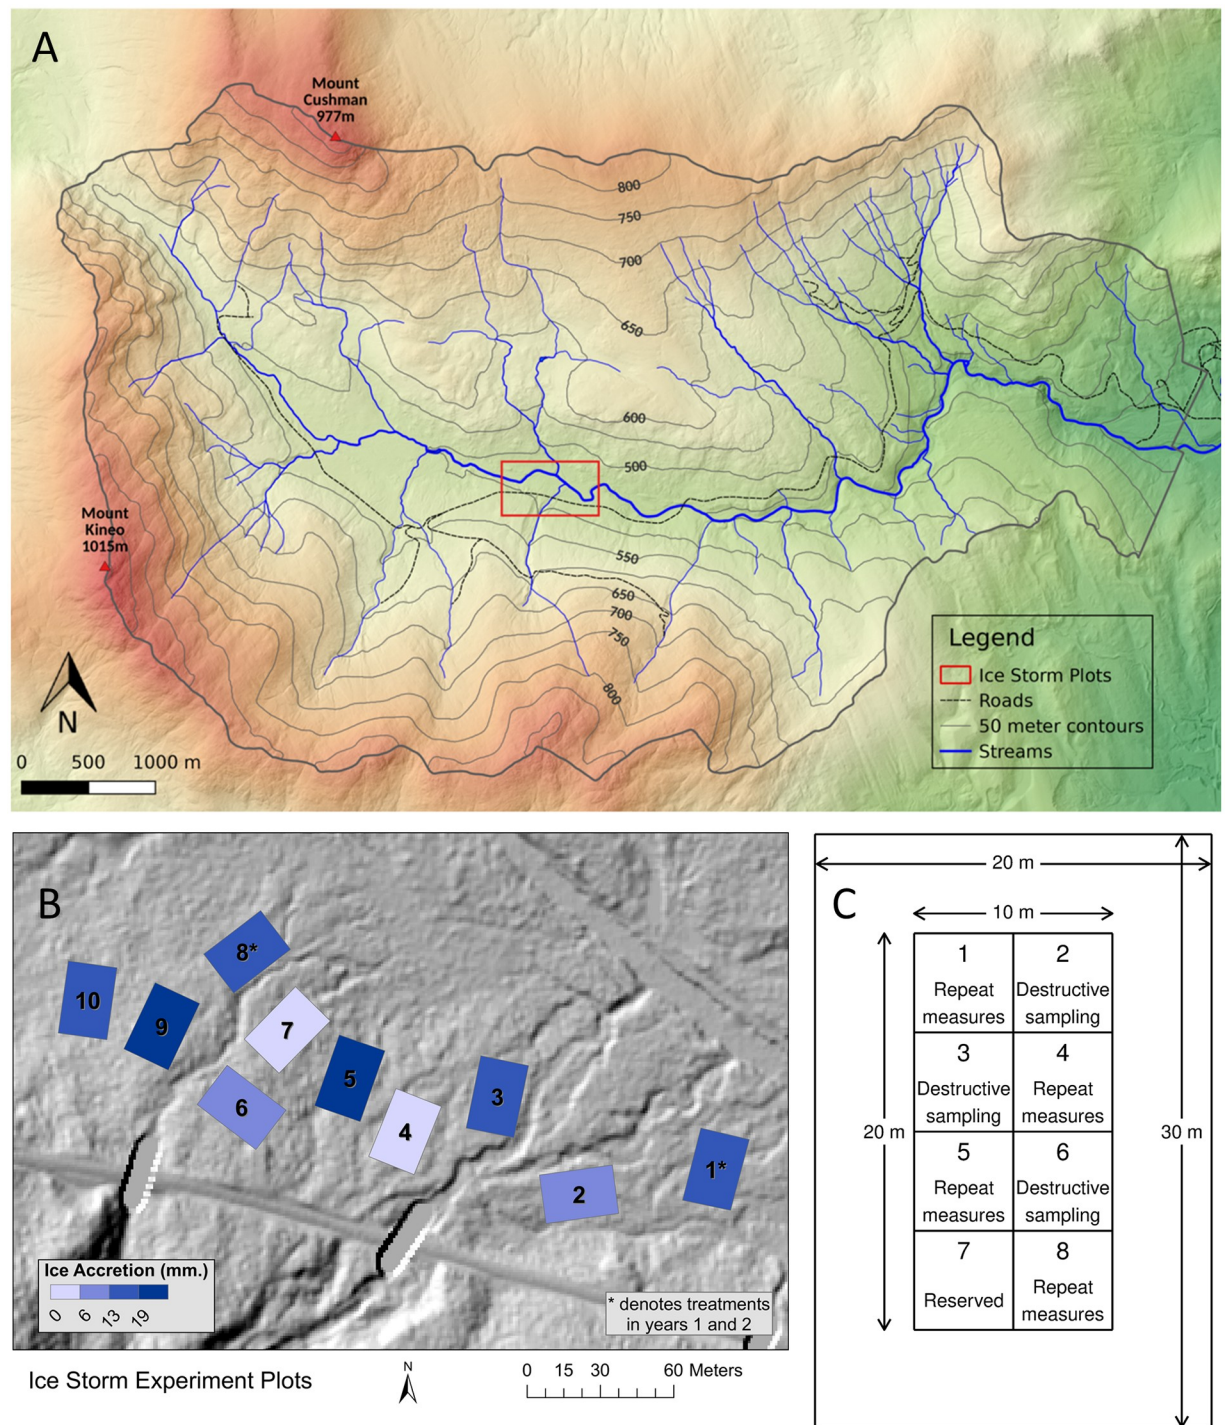 A
Mount
Cushman
977m
800
750
700
650
600
500
Mount
Kineo
1015m
550
650
700
750
800
N
0 500 1000 m
Legend
Ice Storm Plots
Roads
50 meter contours
Streams
B
8*
10
9
7
5
6
3
4
1*
2
Ice Accretion (mm.)
0 6 13 19
* denotes treatments
in years 1 and 2
Ice Storm Experiment Plots
N
0 15 30 60 Meters
C
20 m
10 m
1 2
Repeat Destructive
measures sampling
3 4
Destructive Repeat
sampling measures
20 m
30 m
5 6
Repeat Destructive
measures sampling
7 8
Reserved Repeat
measures